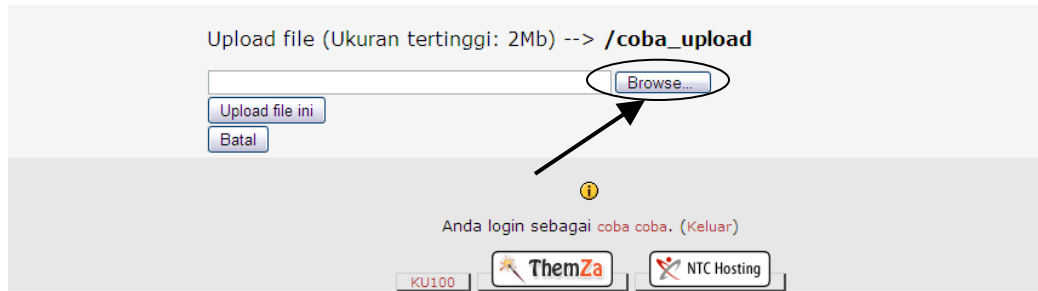 Upload file (Ukuran tertinggi: 2Mb) --> /coba_upload
Browse...
Upload file ini
Batal
Anda login sebagai coba coba. (Keluar)
KU100 ThemZa NTC Hosting